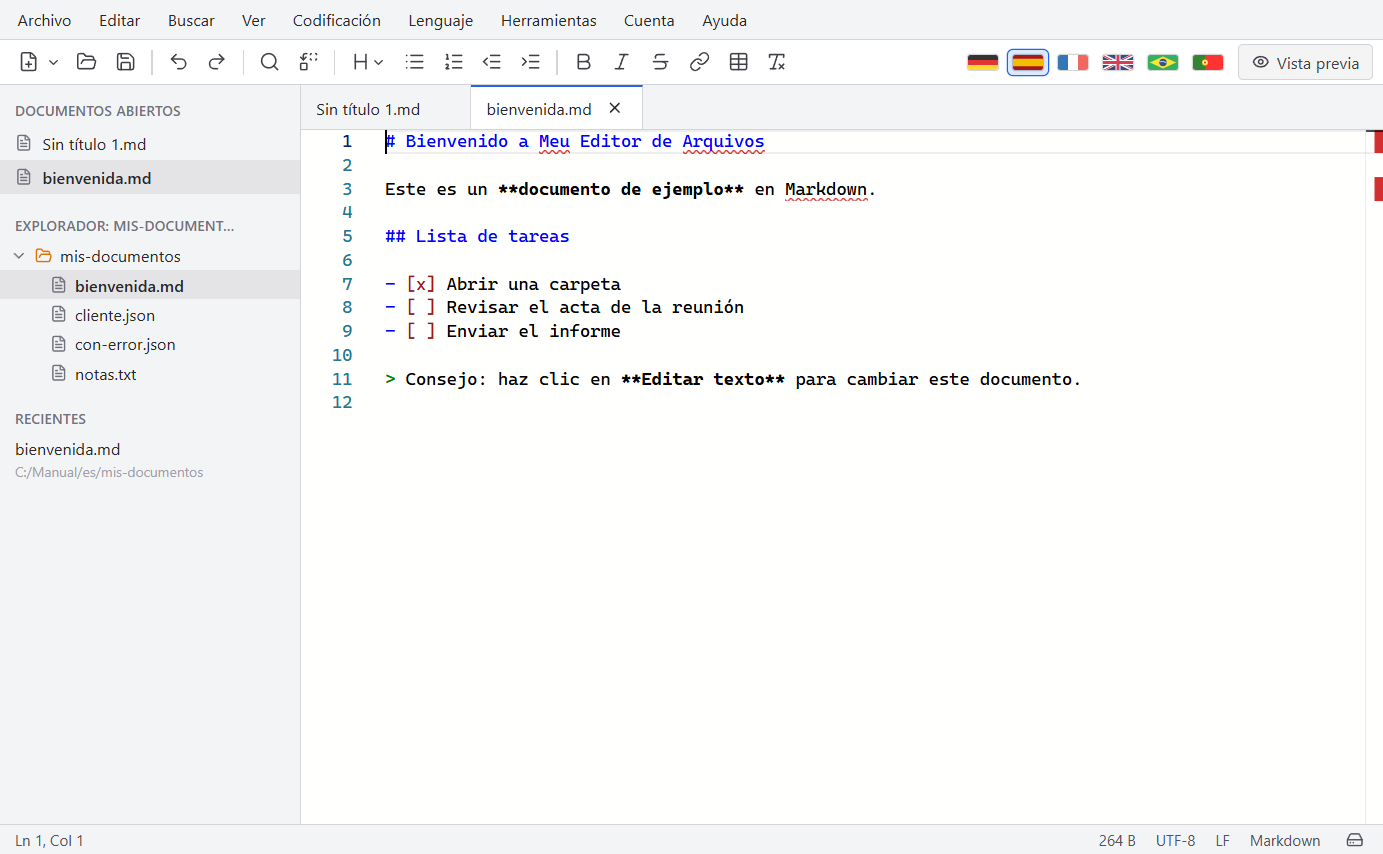 Archivo Editar Buscar Ver Codificación Lenguaje Herramientas Cuenta Ayuda
Vista previa
DOCUMENTOS ABIERTOS
Sin título 1.md
bienvenida.md
EXPLORADOR: MIS-DOCUMENT...
mis-documentos
bienvenida.md
cliente.json
con-error.json
notas.txt
RECIENTES
bienvenida.md
C:/Manual/es/mis-documentos
Sin título 1.md bienvenida.md
1 # Bienvenido a Meu Editor de Arquivos
2
3 Este es un **documento de ejemplo** en Markdown.
4
5 ## Lista de tareas
6
7 - [x] Abrir una carpeta
8 - [ ] Revisar el acta de la reunión
9 - [ ] Enviar el informe
10
11 > Consejo: haz clic en **Editar texto** para cambiar este documento.
12
Ln 1, Col 1 264 B UTF-8 LF Markdown